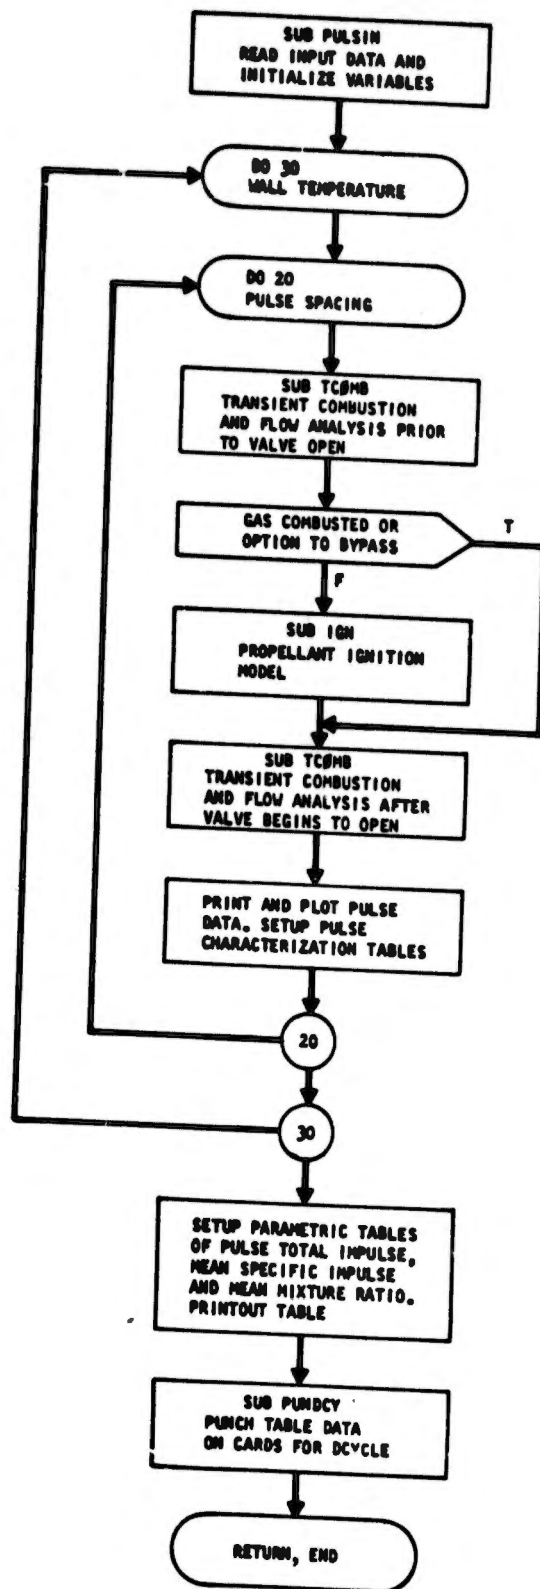 SUB PULSIN
READ INPUT DATA AND
INITIALIZE VARIABLES
DO 30
WALL TEMPERATURE
DO 20
PULSE SPACING
SUB TCØMB
TRANSIENT COMBUSTION
AND FLOW ANALYSIS PRIOR
TO VALVE OPEN
GAS COMBUSTED OR
OPTION TO BYPASS
T
F
SUB IGN
PROPELLANT IGNITION
MODEL
SUB TCØMB
TRANSIENT COMBUSTION
AND FLOW ANALYSIS AFTER
VALVE BEGINS TO OPEN
PRINT AND PLOT PULSE
DATA. SETUP PULSE
CHARACTERIZATION TABLES
20
30
SETUP PARAMETRIC TABLES
OF PULSE TOTAL IMPULSE,
MEAN SPECIFIC IMPULSE
AND MEAN MIXTURE RATIO.
PRINTOUT TABLE
SUB PUNDCY
PUNCH TABLE DATA
ON CARDS FOR DCYCLE
RETURN, END